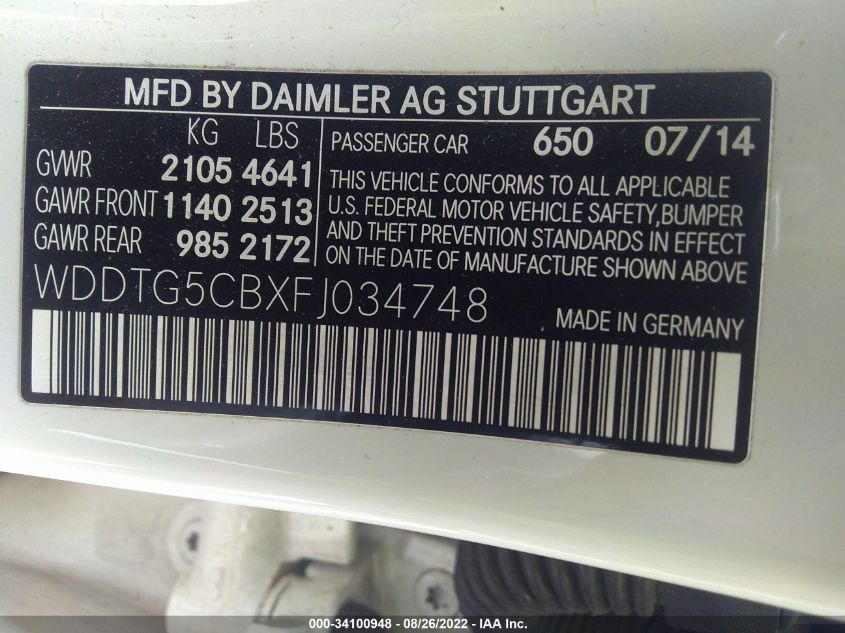 MFD BY DAIMLER AG STUTTGART
KG LBS
GVWR 2105 4641
GAWR FRONT 1140 2513
GAWR REAR 985 2172
PASSENGER CAR 650 07/14
THIS VEHICLE CONFORMS TO ALL APPLICABLE
U.S. FEDERAL MOTOR VEHICLE SAFETY, BUMPER
AND THEFT PREVENTION STANDARDS IN EFFECT
ON THE DATE OF MANUFACTURE SHOWN ABOVE
WDDTG5CBXFJ034748
MADE IN GERMANY
000-34100948 - 08/26/2022 - IAA Inc.